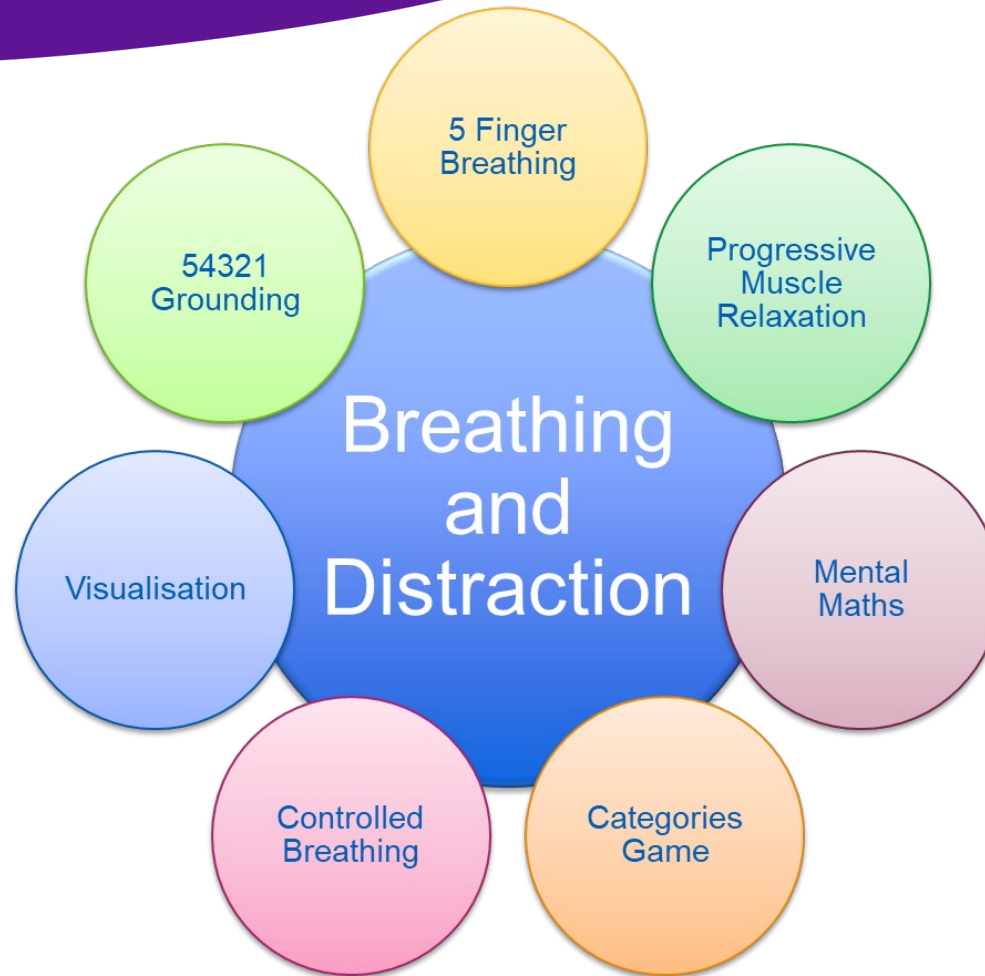 5 Finger
Breathing
Progressive
Muscle
Relaxation
Mental
Maths
Categories
Game
Controlled
Breathing
Visualisation
54321
Grounding
Breathing
and
Distraction